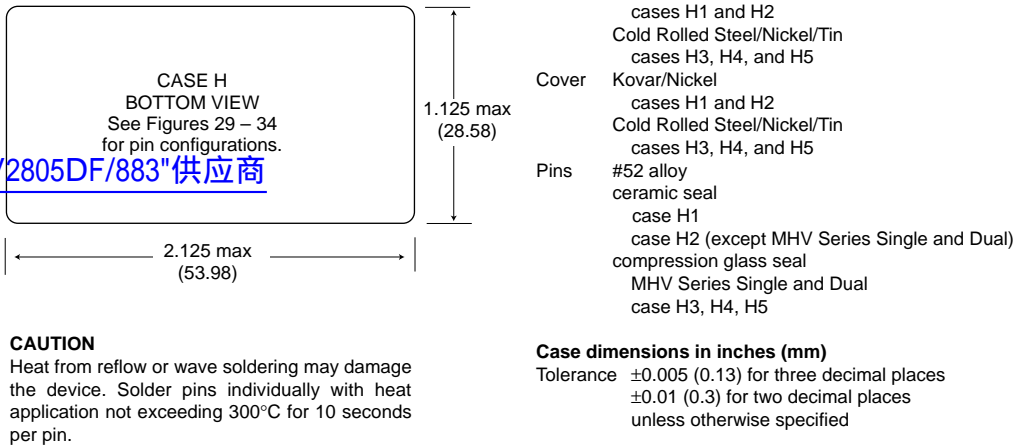 CASE H
BOTTOM VIEW
See Figures 29 – 34
for pin configurations.
/2805DF/883"供应商
1.125 max
(28.58)
2.125 max
(53.98)
CAUTION
Heat from reflow or wave soldering may damage
the device. Solder pins individually with heat
application not exceeding 300°C for 10 seconds
per pin.
cases H1 and H2
Cold Rolled Steel/Nickel/Tin
cases H3, H4, and H5
Cover Kovar/Nickel
cases H1 and H2
Cold Rolled Steel/Nickel/Tin
cases H3, H4, and H5
Pins #52 alloy
ceramic seal
case H1
case H2 (except MHV Series Single and Dual)
compression glass seal
MHV Series Single and Dual
case H3, H4, H5
Case dimensions in inches (mm)
Tolerance ±0.005 (0.13) for three decimal places
±0.01 (0.3) for two decimal places
unless otherwise specified